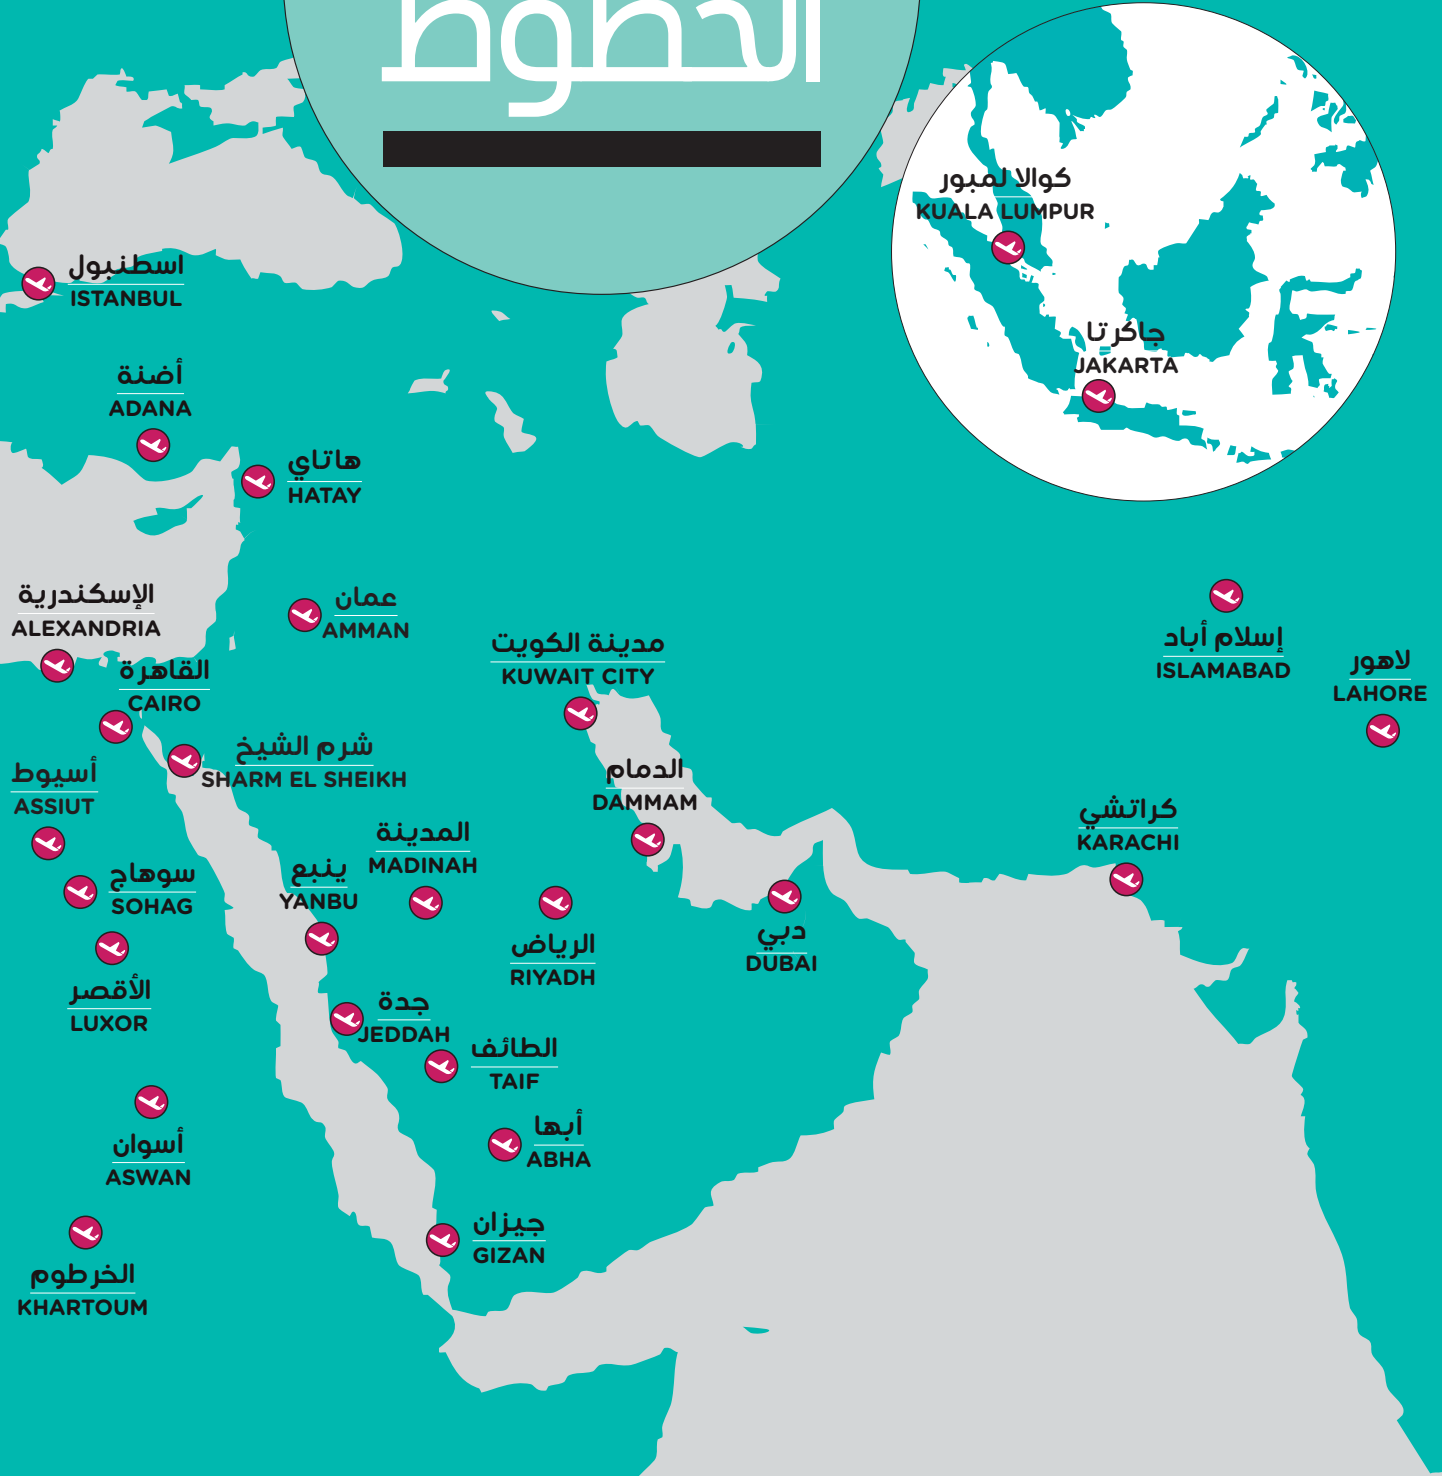 الخطوط
كوالا لمبور
KUALA LUMPUR
جاكرتا
JAKARTA
اسطنبول
ISTANBUL
أضنة
ADANA
هاتاي
HATAY
الإسكندرية
ALEXANDRIA
عمان
AMMAN
القاهرة
CAIRO
مدينة الكويت
KUWAIT CITY
إسلام أباد
ISLAMABAD
لاهور
LAHORE
شرم الشيخ
SHARM EL SHEIKH
أسيوط
ASSIUT
الدمام
DAMMAM
كراتشي
KARACHI
المدينة
MADINAH
ينبع
YANBU
سوهاج
SOHAG
الرياض
RIYADH
دبي
DUBAI
الأقصر
LUXOR
جدة
JEDDAH
الطائف
TAIF
أبها
ABHA
أسوان
ASWAN
جيزان
GIZAN
الخرطوم
KHARTOUM